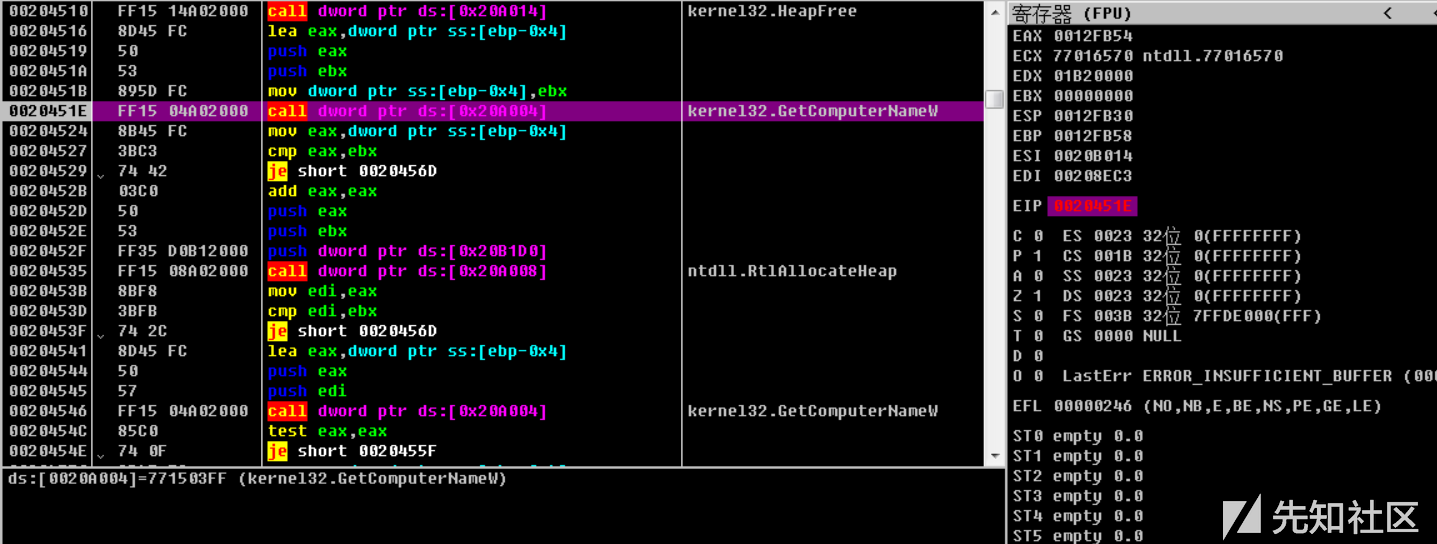 00204510 FF15 14A02000 call dword ptr ds:[0x20A014] kernel32.HeapFree
00204516 8D45 FC lea eax,dword ptr ss:[ebp-0x4]
00204519 50 push eax
0020451A 53 push ebx
0020451B 895D FC mov dword ptr ss:[ebp-0x4],ebx
0020451E FF15 04A02000 call dword ptr ds:[0x20A004] kernel32.GetComputerNameW
00204524 8B45 FC mov eax,dword ptr ss:[ebp-0x4]
00204527 3BC3 cmp eax,ebx
00204529 74 42 je short 0020456D
0020452B 03C0 add eax,eax
0020452D 50 push eax
0020452E 53 push ebx
0020452F FF35 D0B12000 push dword ptr ds:[0x20B1D0]
00204535 FF15 08A02000 call dword ptr ds:[0x20A008] ntdll.RtlAllocateHeap
0020453B 8BF8 mov edi,eax
0020453D 3BFB cmp edi,ebx
0020453F 74 2C je short 0020456D
00204541 8D45 FC lea eax,dword ptr ss:[ebp-0x4]
00204544 50 push eax
00204545 57 push edi
00204546 FF15 04A02000 call dword ptr ds:[0x20A004] kernel32.GetComputerNameW
0020454C 85C0 test eax,eax
0020454E 74 0F je short 0020455F
ds:[0020A004]=771503FF (kernel32.GetComputerNameW)
寄存器 (FPU) < <
EAX 0012FB54
ECX 77016570 ntdll.77016570
EDX 01B20000
EBX 00000000
ESP 0012FB30
EBP 0012FB58
ESI 0020B014
EDI 00208EC3
EIP 0020451E
C 0 ES 0023 32位 0(FFFFFFFF)
P 1 CS 001B 32位 0(FFFFFFFF)
A 0 SS 0023 32位 0(FFFFFFFF)
Z 1 DS 0023 32位 0(FFFFFFFF)
S 0 FS 003B 32位 7FFDE000(FFF)
T 0 GS 0000 NULL
D 0
O 0 LastErr ERROR_INSUFFICIENT_BUFFER (000
EFL 00000246 (NO,NB,E,BE,NS,PE,GE,LE)
ST0 empty 0.0
ST1 empty 0.0
ST2 empty 0.0
ST3 empty 0.0
ST4 empty 0.0
ST5 empty 0.0
先知社区